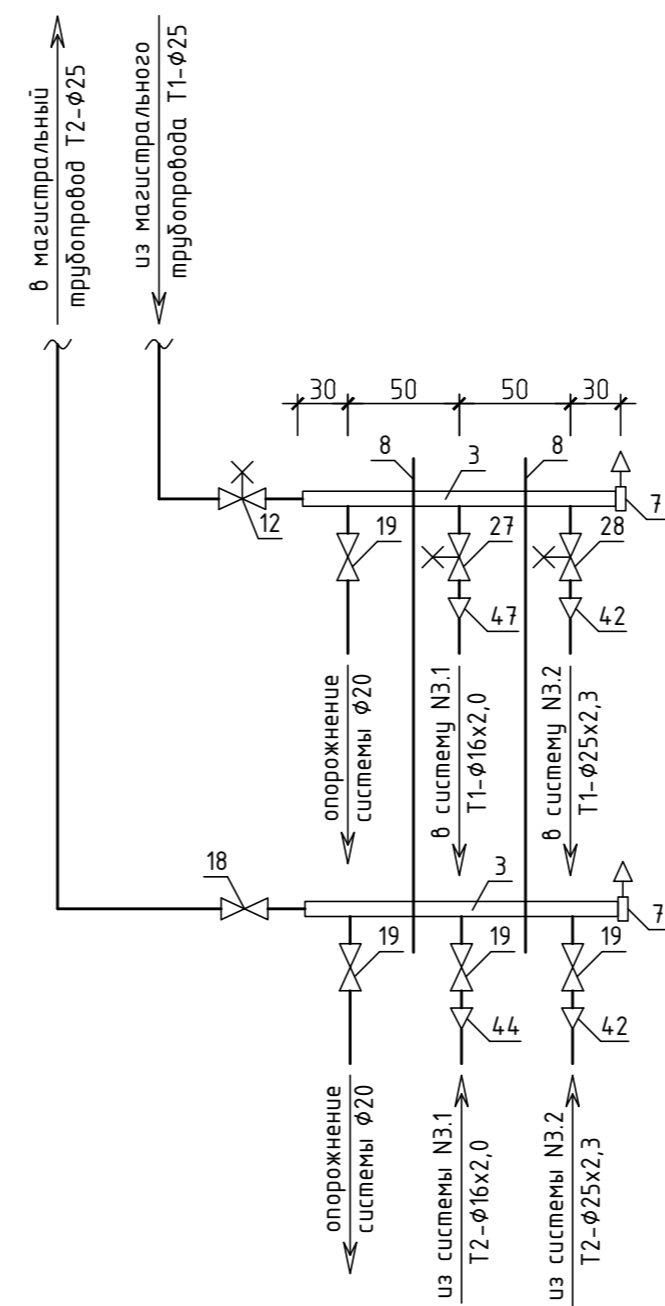 в магистральный
трубопровод Т2-Ф25
из магистрального
трубопровода Т1-Ф25
30
50
50
30
8
3
8
7
12
19
27
28
47
42
опорожнение
системы Ф20
в систему N3.1
Т1-Ф16х2,0
в систему N3.2
Т1-Ф25х2,3
18
3
7
19
19
19
44
42
опорожнение
системы Ф20
из системы N3.1
Т2-Ф16х2,0
из системы N3.2
Т2-Ф25х2,3